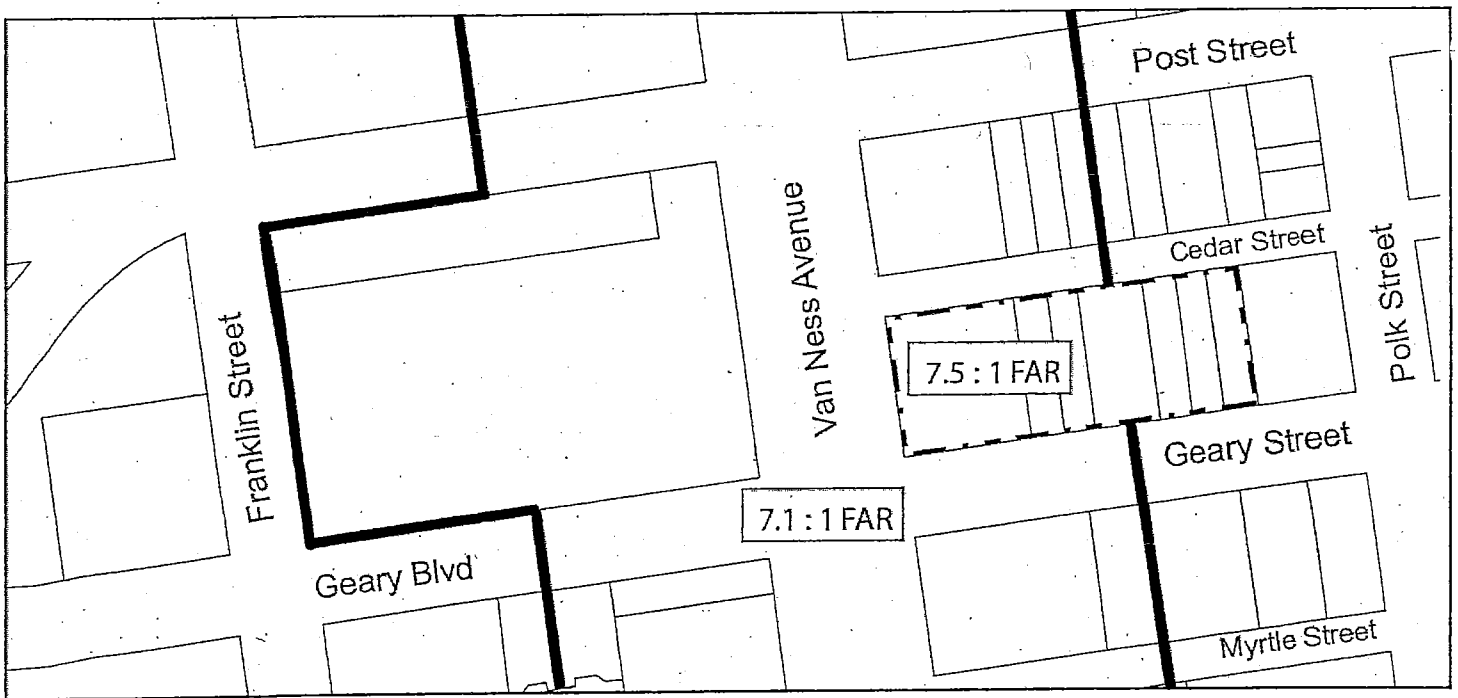 Post Street
Cedar Street
Van Ness Avenue
Polk Street
7.5 : 1 FAR
Franklin Street
Geary Street
7.1 : 1 FAR
Geary Blvd
Myrtle Street